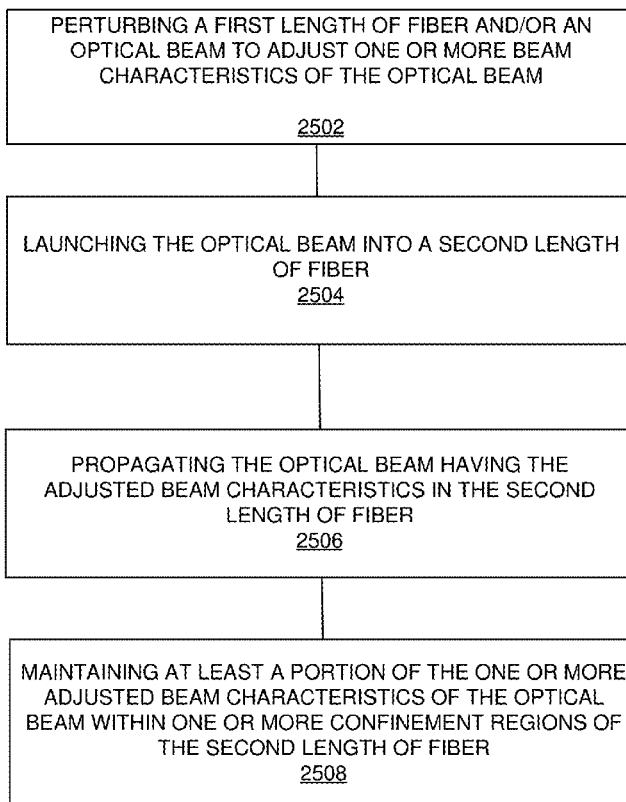 PERTURBING A FIRST LENGTH OF FIBER AND/OR AN
OPTICAL BEAM TO ADJUST ONE OR MORE BEAM
CHARACTERISTICS OF THE OPTICAL BEAM
2502
LAUNCHING THE OPTICAL BEAM INTO A SECOND LENGTH
OF FIBER
2504
PROPAGATING THE OPTICAL BEAM HAVING THE
ADJUSTED BEAM CHARACTERISTICS IN THE SECOND
LENGTH OF FIBER
2506
MAINTAINING AT LEAST A PORTION OF THE ONE OR MORE
ADJUSTED BEAM CHARACTERISTICS OF THE OPTICAL
BEAM WITHIN ONE OR MORE CONFINEMENT REGIONS OF
THE SECOND LENGTH OF FIBER
2508